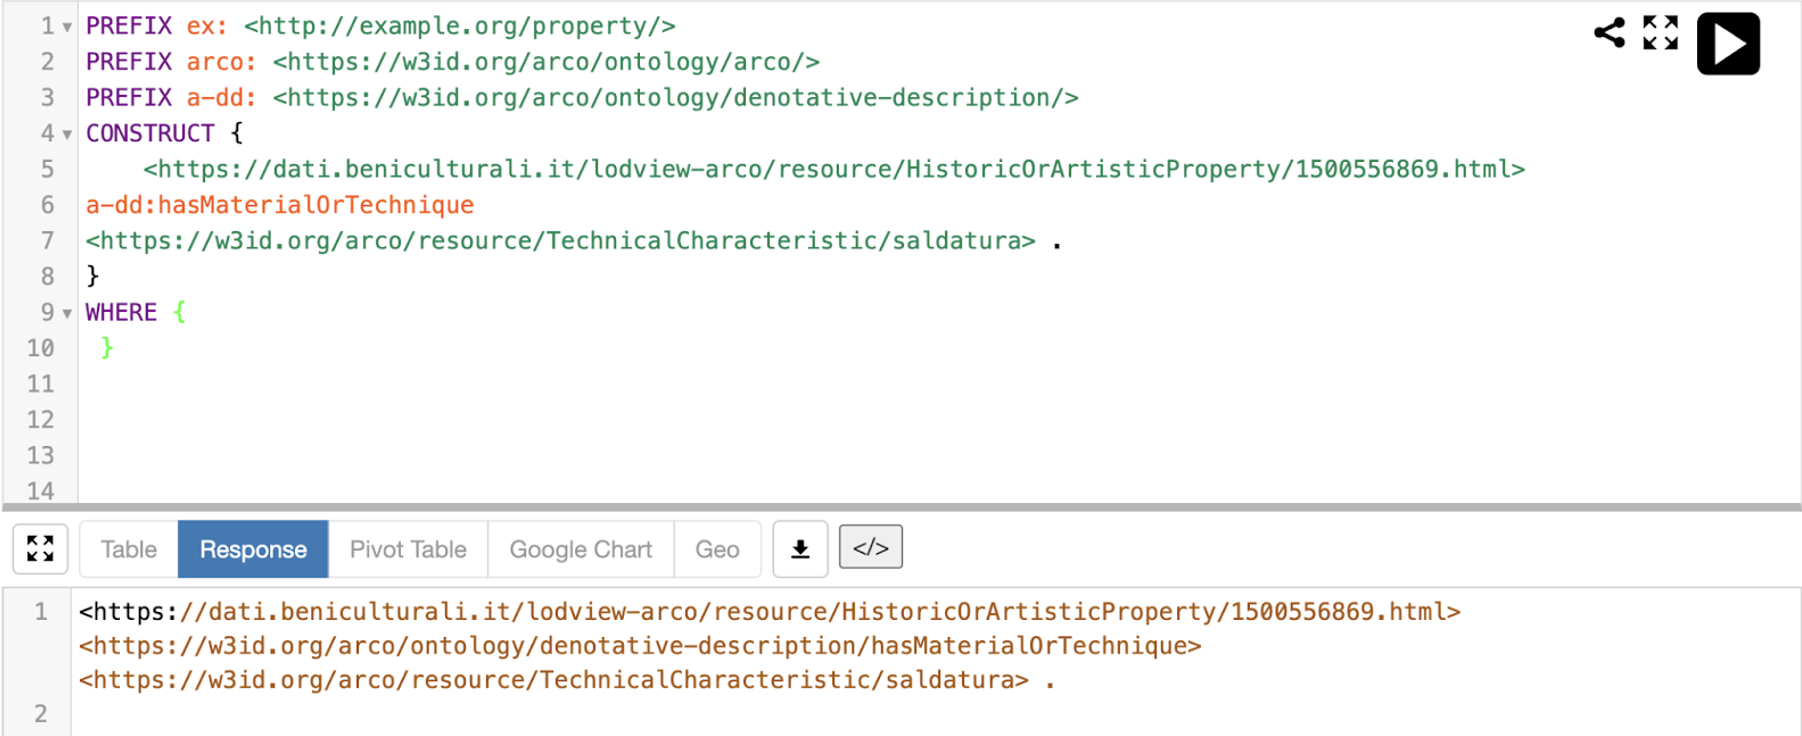 1 PREFIX ex: <http://example.org/property/>
2 PREFIX arco: <https://w3id.org/arco/ontology/arco/>
3 PREFIX a-dd: <https://w3id.org/arco/ontology/denotative-description/>
4 CONSTRUCT {
5 <https://dati.beniculturali.it/lodview-arco/resource/HistoricOrArtisticProperty/1500556869.html>
6 a-dd:hasMaterialOrTechnique
7 <https://w3id.org/arco/resource/TechnicalCharacteristic/saldatura> .
8 }
9 WHERE {
10 }
11
12
13
14
Table Response Pivot Table Google Chart Geo </>
1 <https://dati.beniculturali.it/lodview-arco/resource/HistoricOrArtisticProperty/1500556869.html>
<https://w3id.org/arco/ontology/denotative-description/hasMaterialOrTechnique>
<https://w3id.org/arco/resource/TechnicalCharacteristic/saldatura> .
2